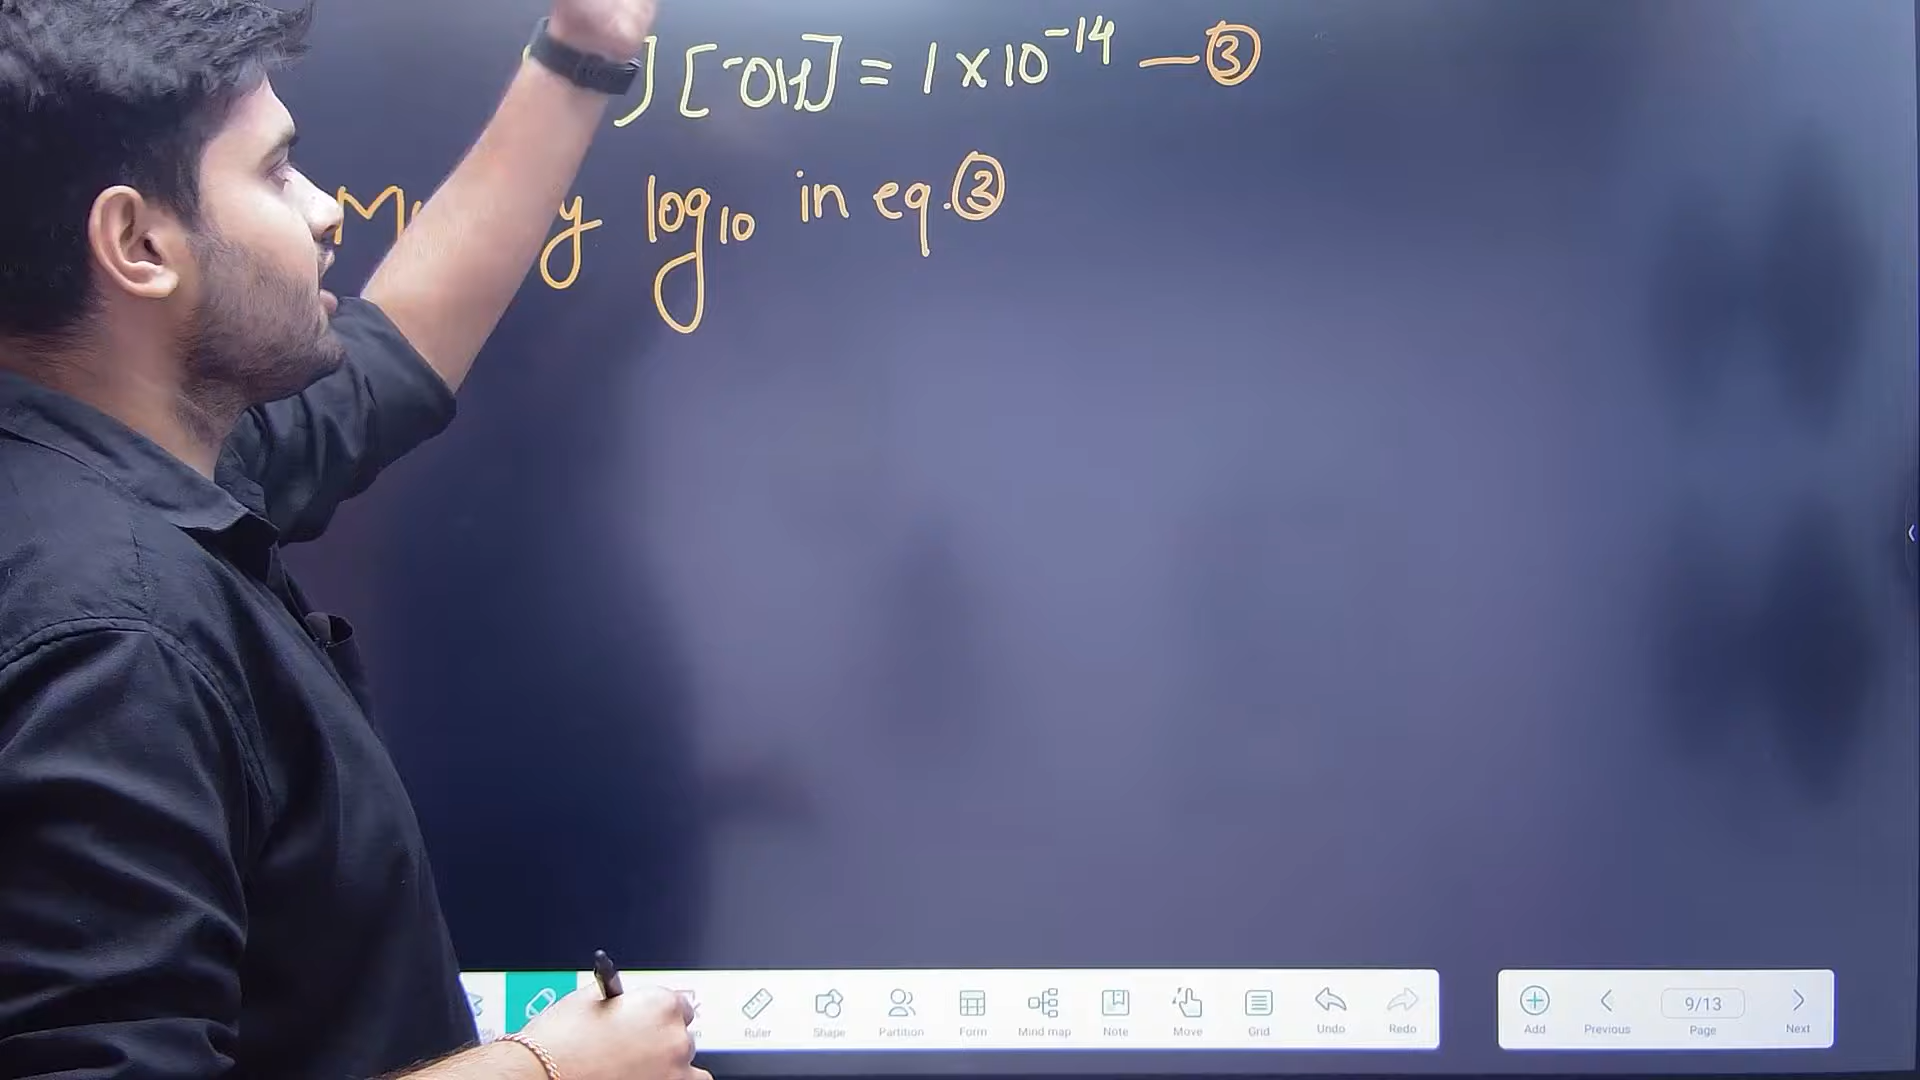 ] [⁻OH] = 1 × 10⁻¹⁴ — ③
log₁₀ in eq. ③
Ruler Shape Partition Form Mind map Note Move Grid Undo Redo Add Previous Page Next
9/13